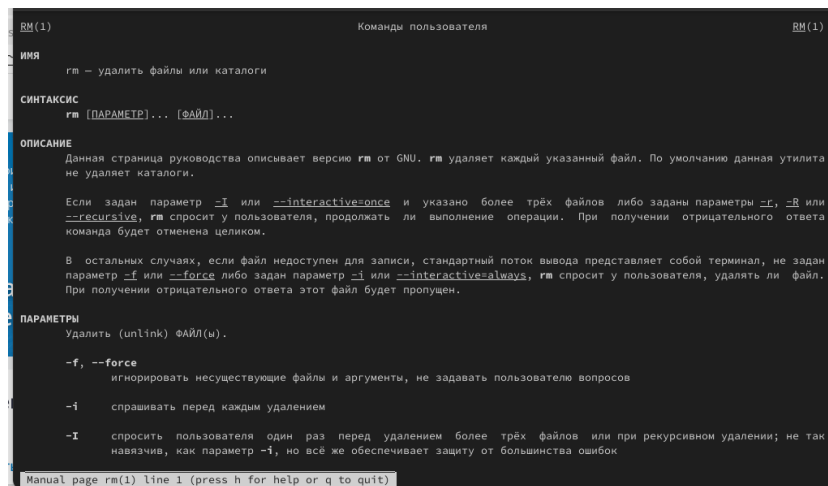 RM(1) Команды пользователя RM(1)
ИМЯ
rm — удалить файлы или каталоги
СИНТАКСИС
rm [ПАРАМЕТР]... [ФАЙЛ]...
ОПИСАНИЕ
Данная страница руководства описывает версию rm от GNU. rm удаляет каждый указанный файл. По умолчанию данная утилита
не удаляет каталоги.
Если задан параметр -I или --interactive=once и указано более трёх файлов либо заданы параметры -r, -R или
--recursive, rm спросит у пользователя, продолжать ли выполнение операции. При получении отрицательного ответа
команда будет отменена целиком.
В остальных случаях, если файл недоступен для записи, стандартный поток вывода представляет собой терминал, не задан
параметр -f или --force либо задан параметр -i или --interactive=always, rm спросит у пользователя, удалять ли файл.
При получении отрицательного ответа этот файл будет пропущен.
ПАРАМЕТРЫ
Удалить (unlink) ФАЙЛ(ы).
-f, --force
игнорировать несуществующие файлы и аргументы, не задавать пользователю вопросов
-i спрашивать перед каждым удалением
-I спросить пользователя один раз перед удалением более трёх файлов или при рекурсивном удалении; не так
навязчив, как параметр -i, но всё же обеспечивает защиту от большинства ошибок
Manual page rm(1) line 1 (press h for help or q to quit)